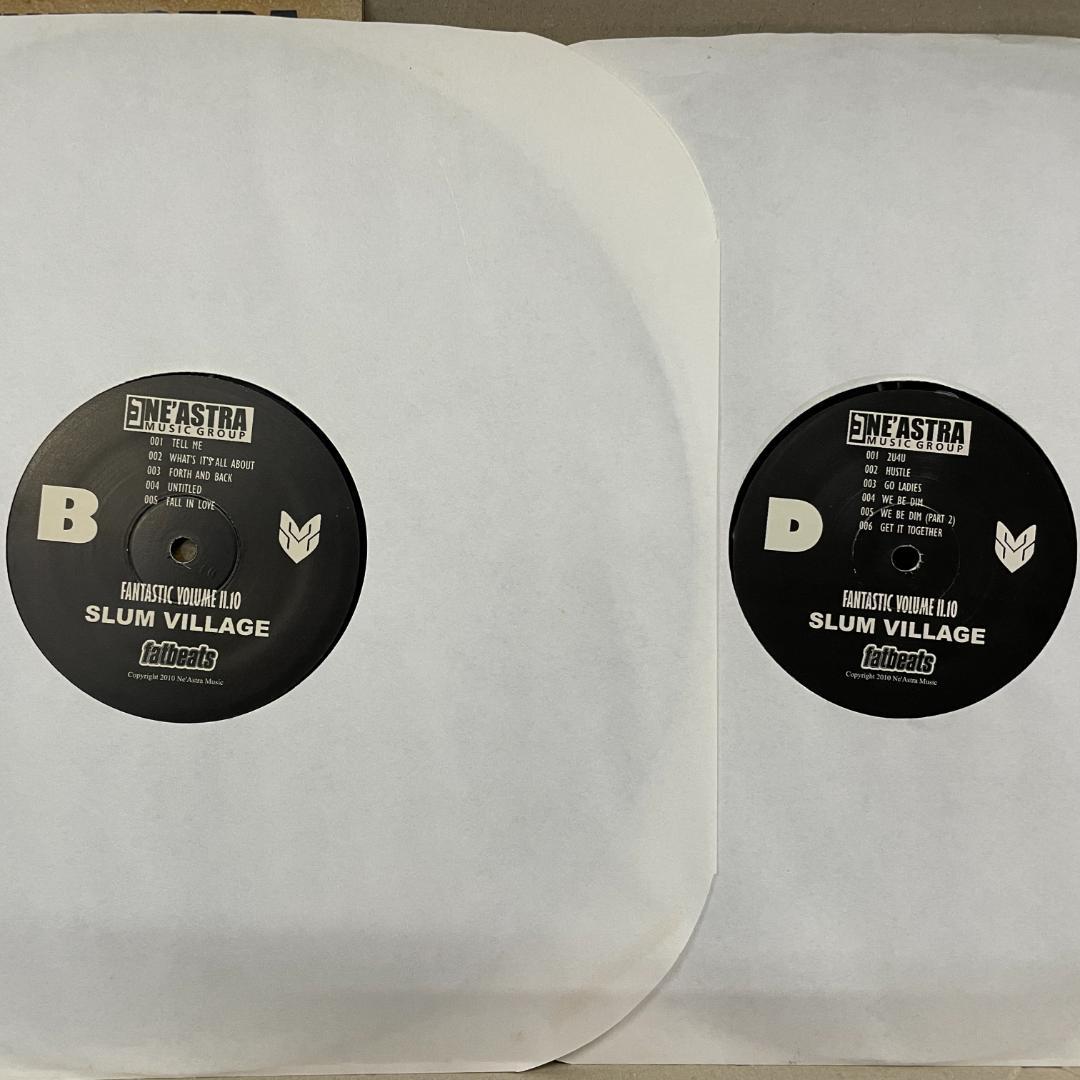 NE'ASTRA
MUSIC GROUP
001 TELL ME
002 WHAT'S IT'S ALL ABOUT
003 FORTH AND BACK
004 UNTITLED
005 FALL IN LOVE
B
FANTASTIC VOLUME II.10
SLUM VILLAGE
fatbeats
Copyright 2010 Ne'Astra Music
NE'ASTRA
MUSIC GROUP
001 2U4U
002 HUSTLE
003 GO LADIES
004 WE BE DIM
005 WE BE DIM (PART 2)
006 GET IT TOGETHER
D
FANTASTIC VOLUME II.10
SLUM VILLAGE
fatbeats
Copyright 2010 Ne'Astra Music